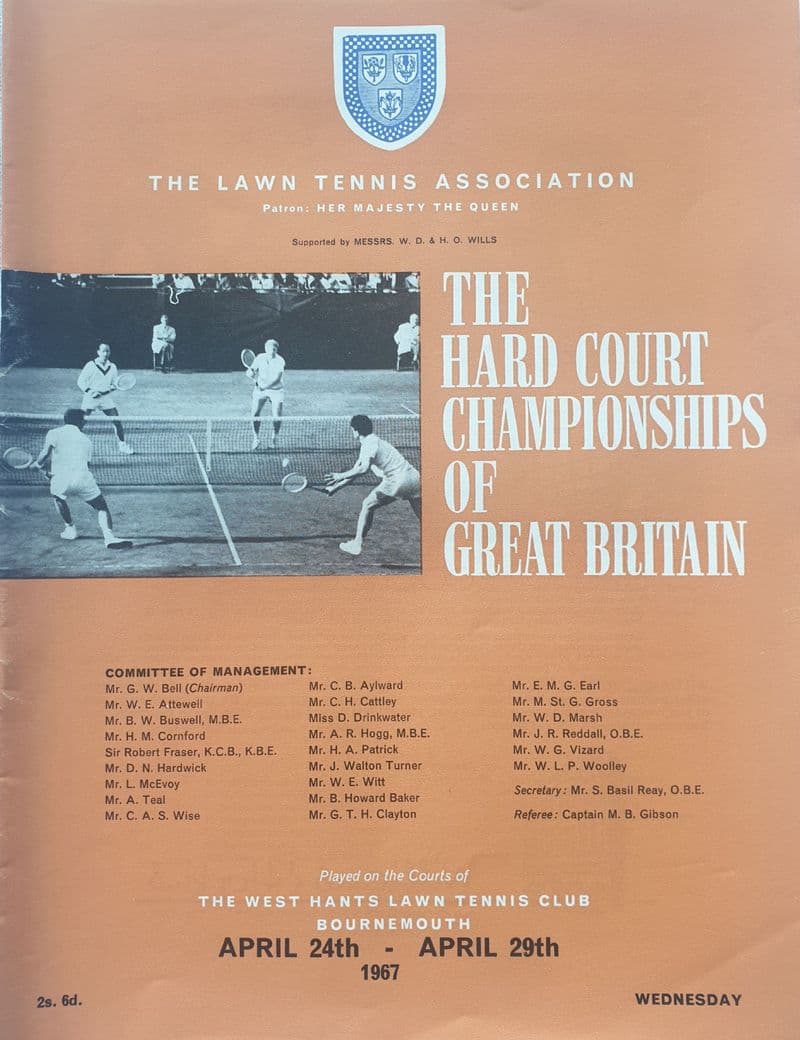 THE LAWN TENNIS ASSOCIATION
Patron: HER MAJESTY THE QUEEN
Supported by MESSRS. W. D. & H. O. WILLS
THE
HARD COURT
CHAMPIONSHIPS
OF
GREAT BRITAIN
COMMITTEE OF MANAGEMENT:
Mr. G. W. Bell (Chairman)
Mr. W. E. Attewell
Mr. B. W. Buswell, M.B.E.
Mr. H. M. Cornford
Sir Robert Fraser, K.C.B., K.B.E.
Mr. D. N. Hardwick
Mr. L. McEvoy
Mr. A. Teal
Mr. C. A. S. Wise
Mr. C. B. Aylward
Mr. C. H. Cattley
Miss D. Drinkwater
Mr. A. R. Hogg, M.B.E.
Mr. H. A. Patrick
Mr. J. Walton Turner
Mr. W. E. Witt
Mr. B. Howard Baker
Mr. G. T. H. Clayton
Mr. E. M. G. Earl
Mr. M. St. G. Gross
Mr. W. D. Marsh
Mr. J. R. Reddall, O.B.E.
Mr. W. G. Vizard
Mr. W. L. P. Woolley
Secretary: Mr. S. Basil Reay, O.B.E.
Referee: Captain M. B. Gibson
Played on the Courts of
THE WEST HANTS LAWN TENNIS CLUB
BOURNEMOUTH
APRIL 24th - APRIL 29th
1967
2s. 6d.
WEDNESDAY